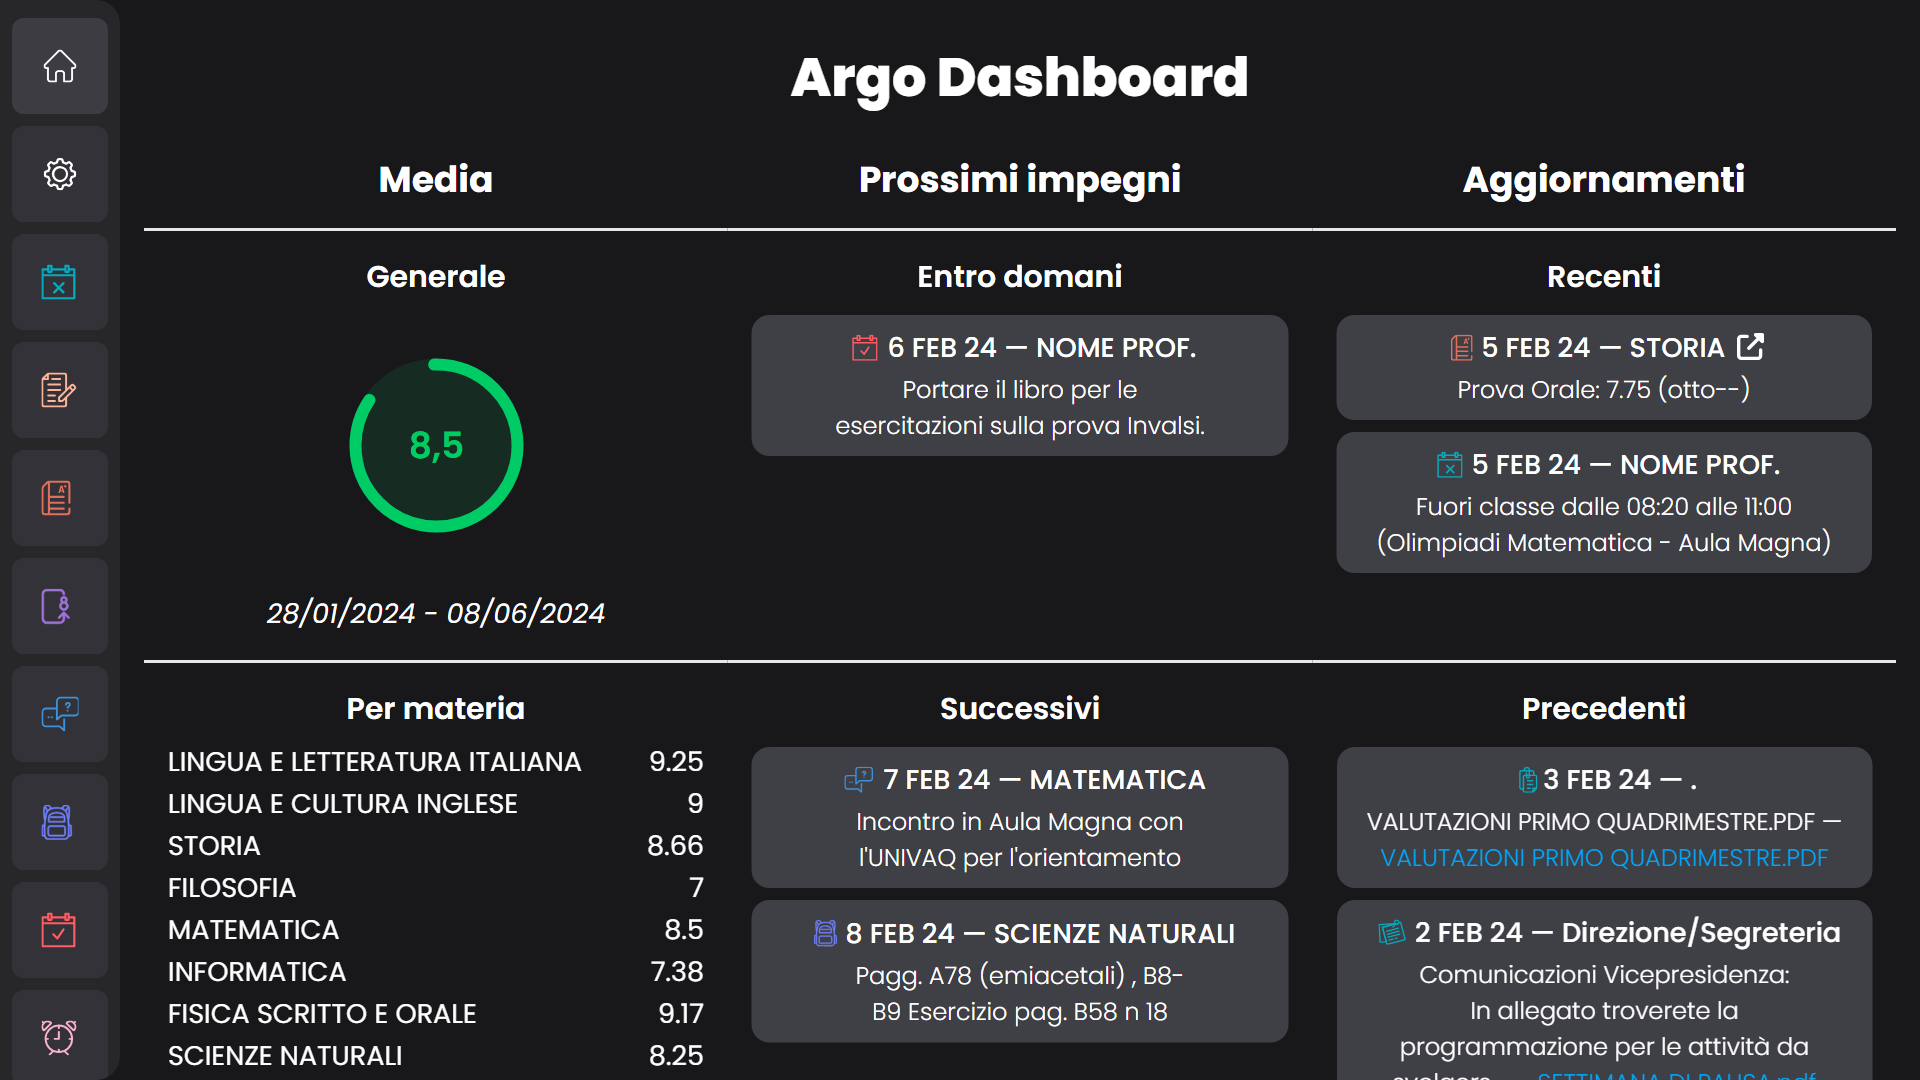 Argo Dashboard
Media
Prossimi impegni
Aggiornamenti
Generale
8,5
28/01/2024 - 08/06/2024
Entro domani
6 FEB 24 — NOME PROF.
Portare il libro per le
esercitazioni sulla prova Invalsi.
Recenti
5 FEB 24 — STORIA
Prova Orale: 7.75 (otto--)
5 FEB 24 — NOME PROF.
Fuori classe dalle 08:20 alle 11:00
(Olimpiadi Matematica - Aula Magna)
Per materia
LINGUA E LETTERATURA ITALIANA 9.25
LINGUA E CULTURA INGLESE 9
STORIA 8.66
FILOSOFIA 7
MATEMATICA 8.5
INFORMATICA 7.38
FISICA SCRITTO E ORALE 9.17
SCIENZE NATURALI 8.25
Successivi
7 FEB 24 — MATEMATICA
Incontro in Aula Magna con
l'UNIVAQ per l'orientamento
8 FEB 24 — SCIENZE NATURALI
Pagg. A78 (emiacetali) , B8-
B9 Esercizio pag. B58 n 18
Precedenti
3 FEB 24 — .
VALUTAZIONI PRIMO QUADRIMESTRE.PDF —
VALUTAZIONI PRIMO QUADRIMESTRE.PDF
2 FEB 24 — Direzione/Segreteria
Comunicazioni Vicepresidenza:
In allegato troverete la
programmazione per le attività da
SETTIMANA DI PAUSA.pdf